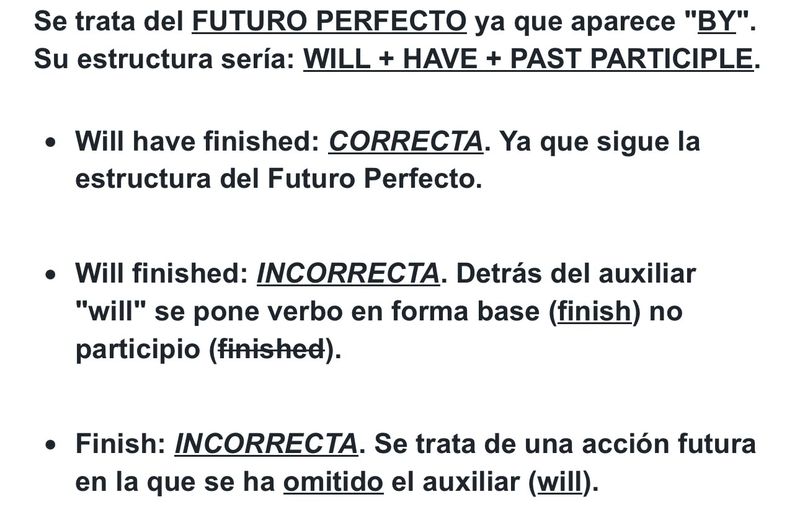 Se trata del FUTURO PERFECTO ya que aparece "BY".
Su estructura sería: WILL + HAVE + PAST PARTICIPLE.
• Will have finished: CORRECTA. Ya que sigue la
estructura del Futuro Perfecto.
• Will finished: INCORRECTA. Detrás del auxiliar
"will" se pone verbo en forma base (finish) no
participio (finished).
• Finish: INCORRECTA. Se trata de una acción futura
en la que se ha omitido el auxiliar (will).